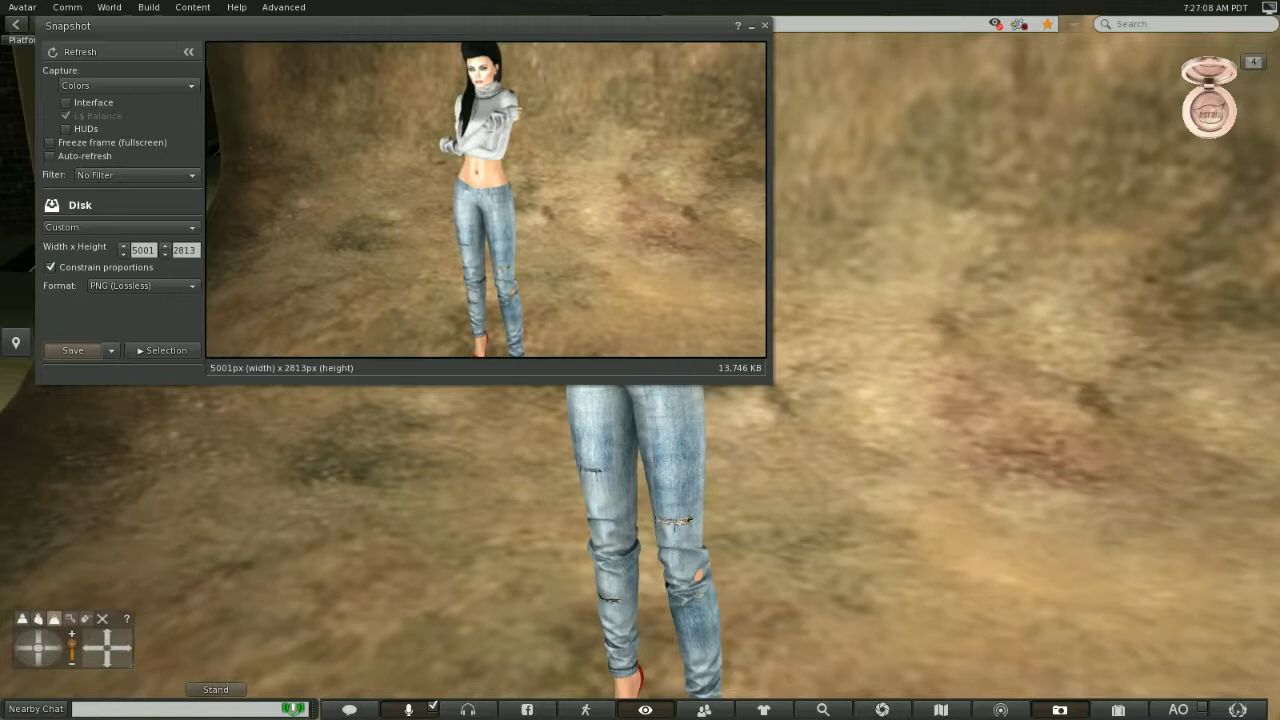 Avatar Comm World Build Content Help Advanced 7:27:08 AM PDT
Snapshot ?
Search
Platfo
Refresh
4
Capture:
Colors
Interface
L$ Balance
HUDs
Freeze frame (fullscreen)
Auto-refresh
Filter: No Filter
Disk
Custom
Width x Height 5001 2813
Constrain proportions
Format: PNG (Lossless)
Save Selection
5001px (width) x 2813px (height) 13,746 KB
?
Stand
Nearby Chat AO